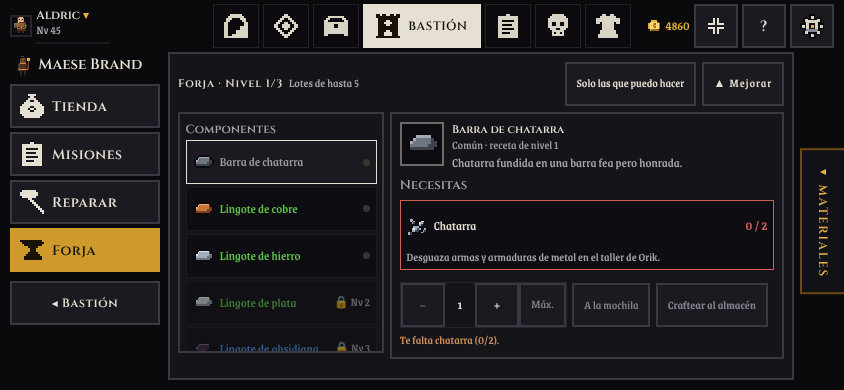 Aldric ▾
Nv 45
Bastión
4860
?
Maese Brand
Tienda
Misiones
Reparar
Forja
◂ Bastión
Forja · Nivel 1/3 Lotes de hasta 5
Solo las que puedo hacer
▲ Mejorar
Componentes
Barra de chatarra
Lingote de cobre
Lingote de hierro
Lingote de plata Nv 2
Lingote de obsidiana Nv 3
Barra de chatarra
Común · receta de nivel 1
Chatarra fundida en una barra fea pero honrada.
Necesitas
Chatarra 0 / 2
Desguaza armas y armaduras de metal en el taller de Orik.
− 1 + Máx. A la mochila Craftear al almacén
Te falta chatarra (0/2).
◂ Materiales